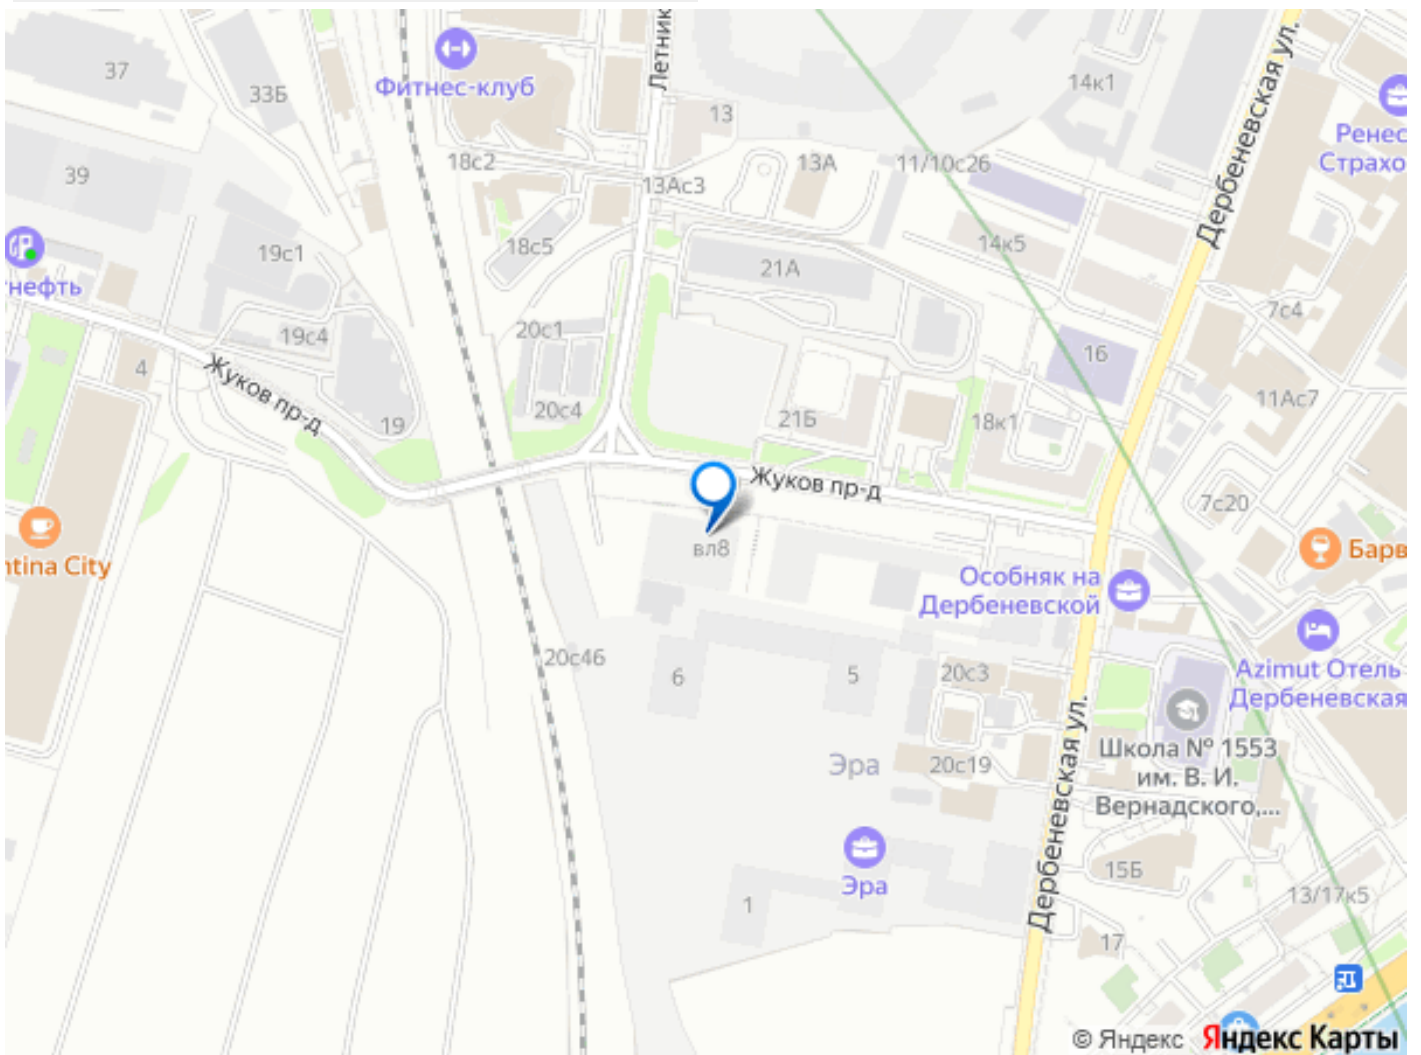 37
33Б
Фитнес-клуб
Летник
13
14к1
Дербеневская ул.
Ренес
Страхо
39
18с2
13Ас3
13А
11/10с26
19с1
18с5
21А
14к5
нефть
7с4
19с4
20с1
4
Жуков пр-д
19
20с4
21Б
18к1
16
11Ас7
Жуков пр-д
7с20
ntina City
вл8
Особняк на
Дербеневской
Барв
20с46
6
5
20с3
Azimut Отель
Дербеневская
Эра
20с19
Дербеневская ул.
Школа № 1553
им. В. И.
Вернадского,...
Эра
1
15Б
13/17к5
17
© Яндекс Яндекс Карты